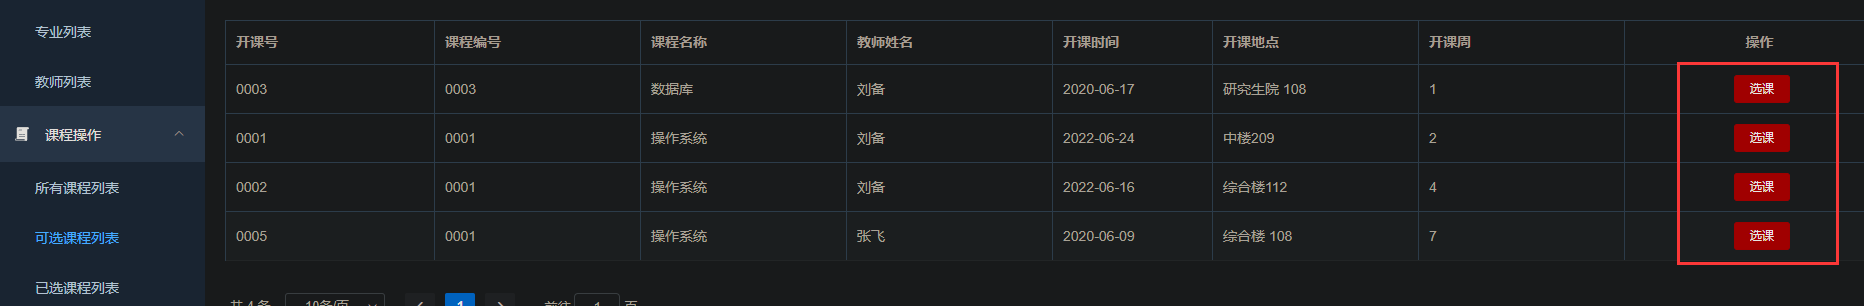 专业列表
教师列表
课程操作
所有课程列表
可选课程列表
已选课程列表
开课号 课程编号 课程名称 教师姓名 开课时间 开课地点 开课周 操作
0003 0003 数据库 刘备 2020-06-17 研究生院 108 1 选课
0001 0001 操作系统 刘备 2022-06-24 中楼209 2 选课
0002 0001 操作系统 刘备 2022-06-16 综合楼112 4 选课
0005 0001 操作系统 张飞 2020-06-09 综合楼 108 7 选课
共 4 条 10条/页 1 前往 1 页